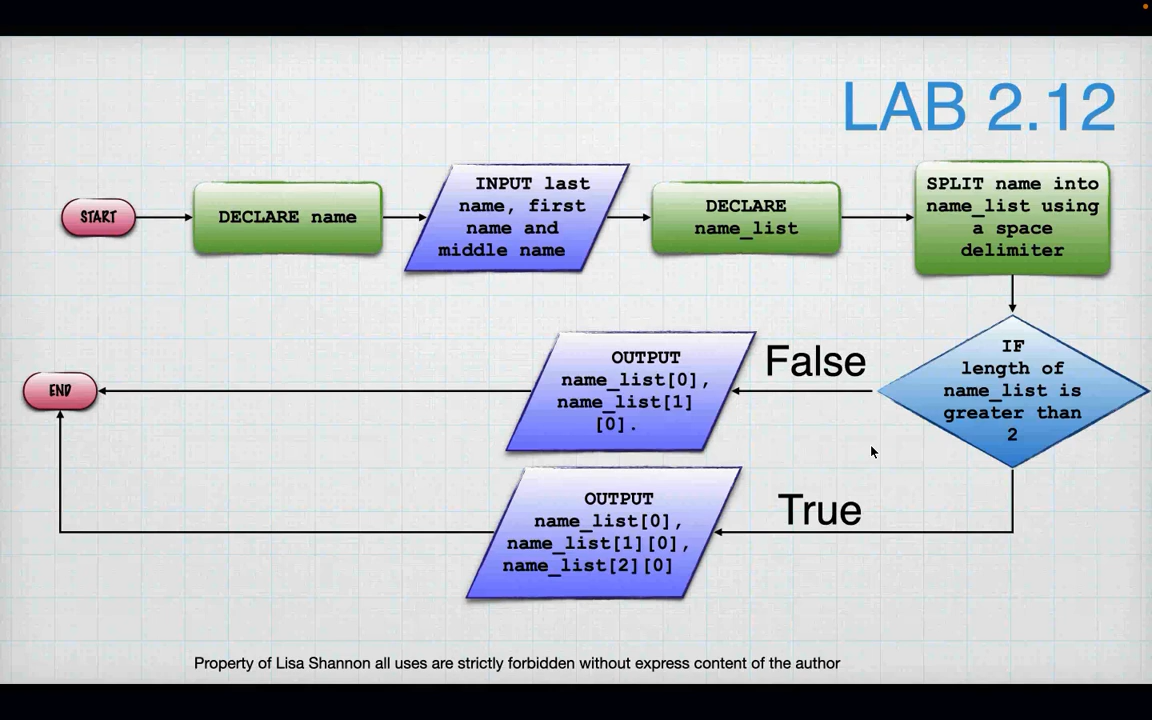 LAB 2.12
START
DECLARE name
INPUT last
name, first
name and
middle name
DECLARE
name_list
SPLIT name into
name_list using
a space
delimiter
IF
length of
name_list is
greater than
2
False
OUTPUT
name_list[0],
name_list[1]
[0].
END
True
OUTPUT
name_list[0],
name_list[1][0],
name_list[2][0]
Property of Lisa Shannon all uses are strictly forbidden without express content of the author